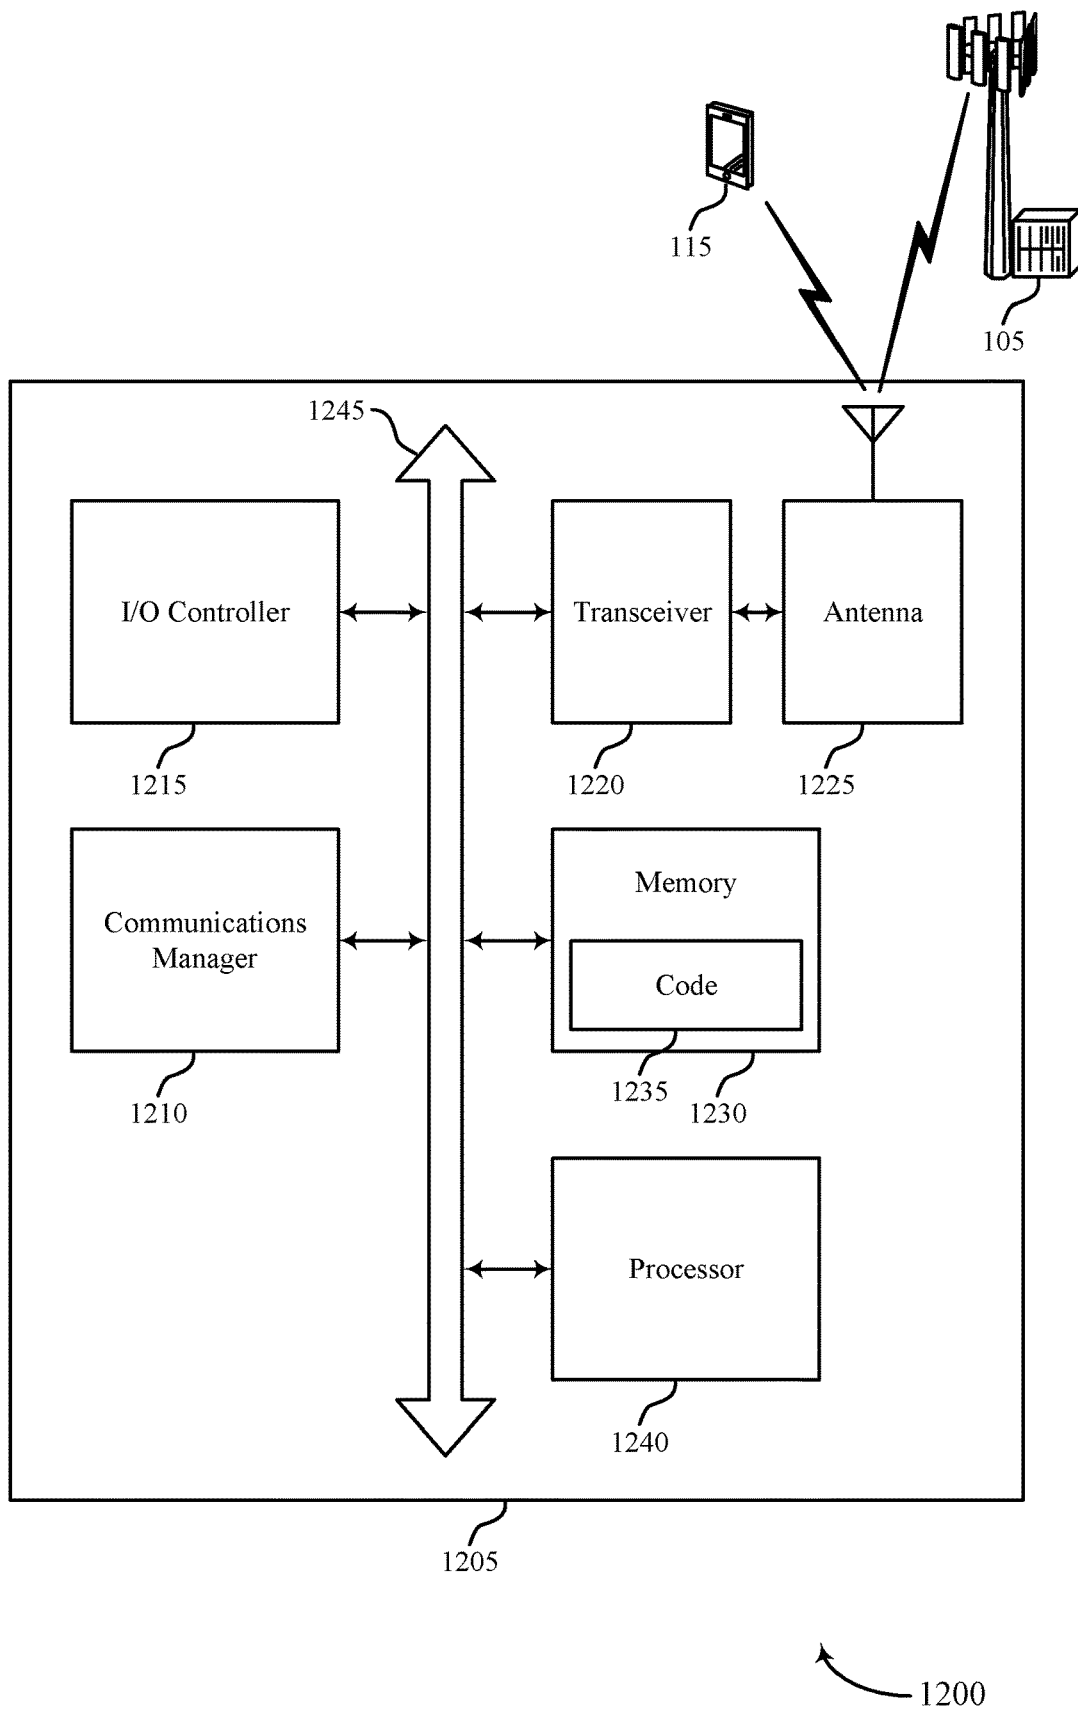 115
105
1245
I/O Controller
Transceiver
Antenna
1215
1220
1225
Communications
Manager
Memory
Code
1210
1235
1230
Processor
1240
1205
1200